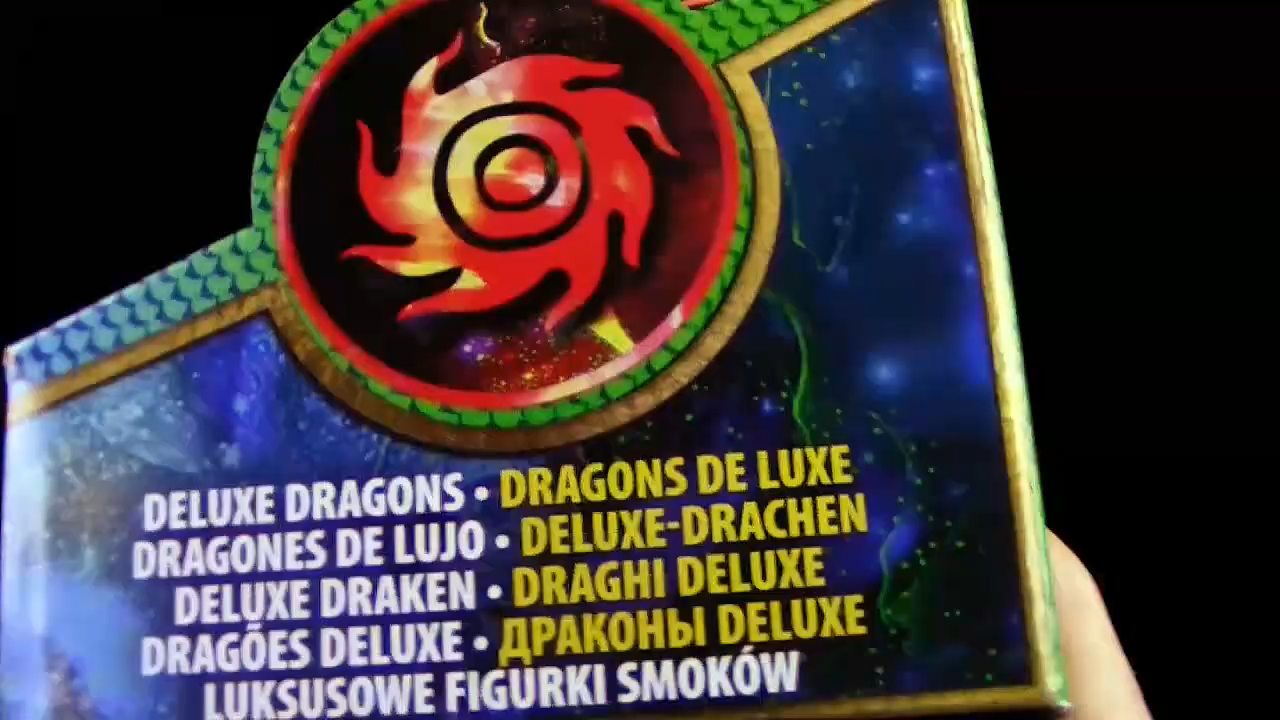 DELUXE DRAGONS • DRAGONS DE LUXE
DRAGONES DE LUJO • DELUXE-DRACHEN
DELUXE DRAKEN • DRAGHI DELUXE
DRAGÕES DELUXE • ДРАКОНЫ DELUXE
LUKSUSOWE FIGURKI SMOKÓW